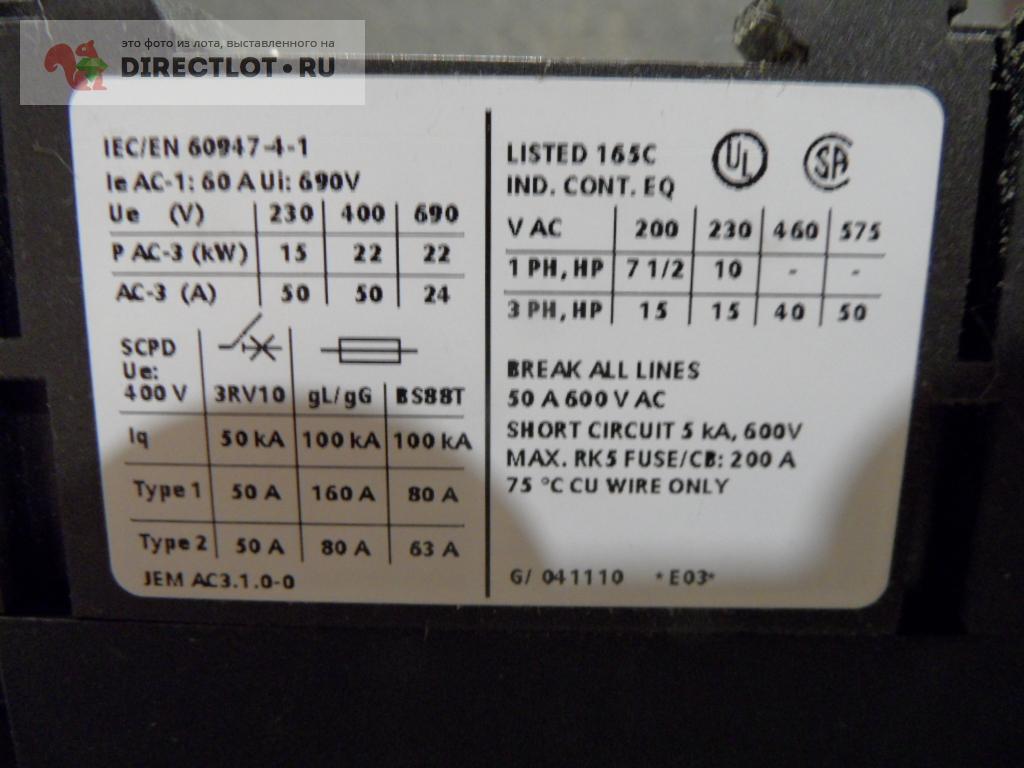 это фото из лота, выставленного на
DIRECTLOT.RU
IEC/EN 60947-4-1
Ie AC-1: 60 A Ui: 690V
Ue (V) 230 400 690
P AC-3 (kW) 15 22 22
AC-3 (A) 50 50 24
SCPD
Ue:
400 V 3RV10 gL/gG BS88T
Iq 50 kA 100 kA 100 kA
Type 1 50 A 160 A 80 A
Type 2 50 A 80 A 63 A
JEM AC3.1.0-0
LISTED 165C UL SA
IND. CONT. EQ
V AC 200 230 460 575
1 PH, HP 7 1/2 10 - -
3 PH, HP 15 15 40 50
BREAK ALL LINES
50 A 600 V AC
SHORT CIRCUIT 5 kA, 600V
MAX. RK5 FUSE/CB: 200 A
75 °C CU WIRE ONLY
G/ 041110 *E03*